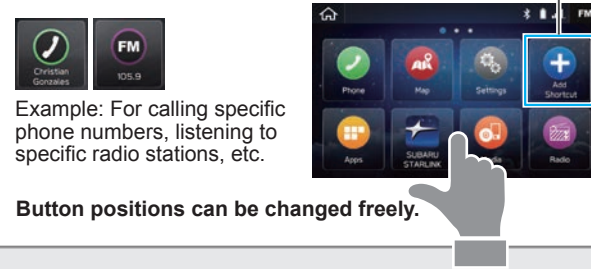 FM
FM
Christian
Gonzales
105.9
Phone
Map
Settings
Add
Shortcut
Apps
SUBARU
STARLINK
Radio
Example: For calling specific
phone numbers, listening to
specific radio stations, etc.
Button positions can be changed freely.